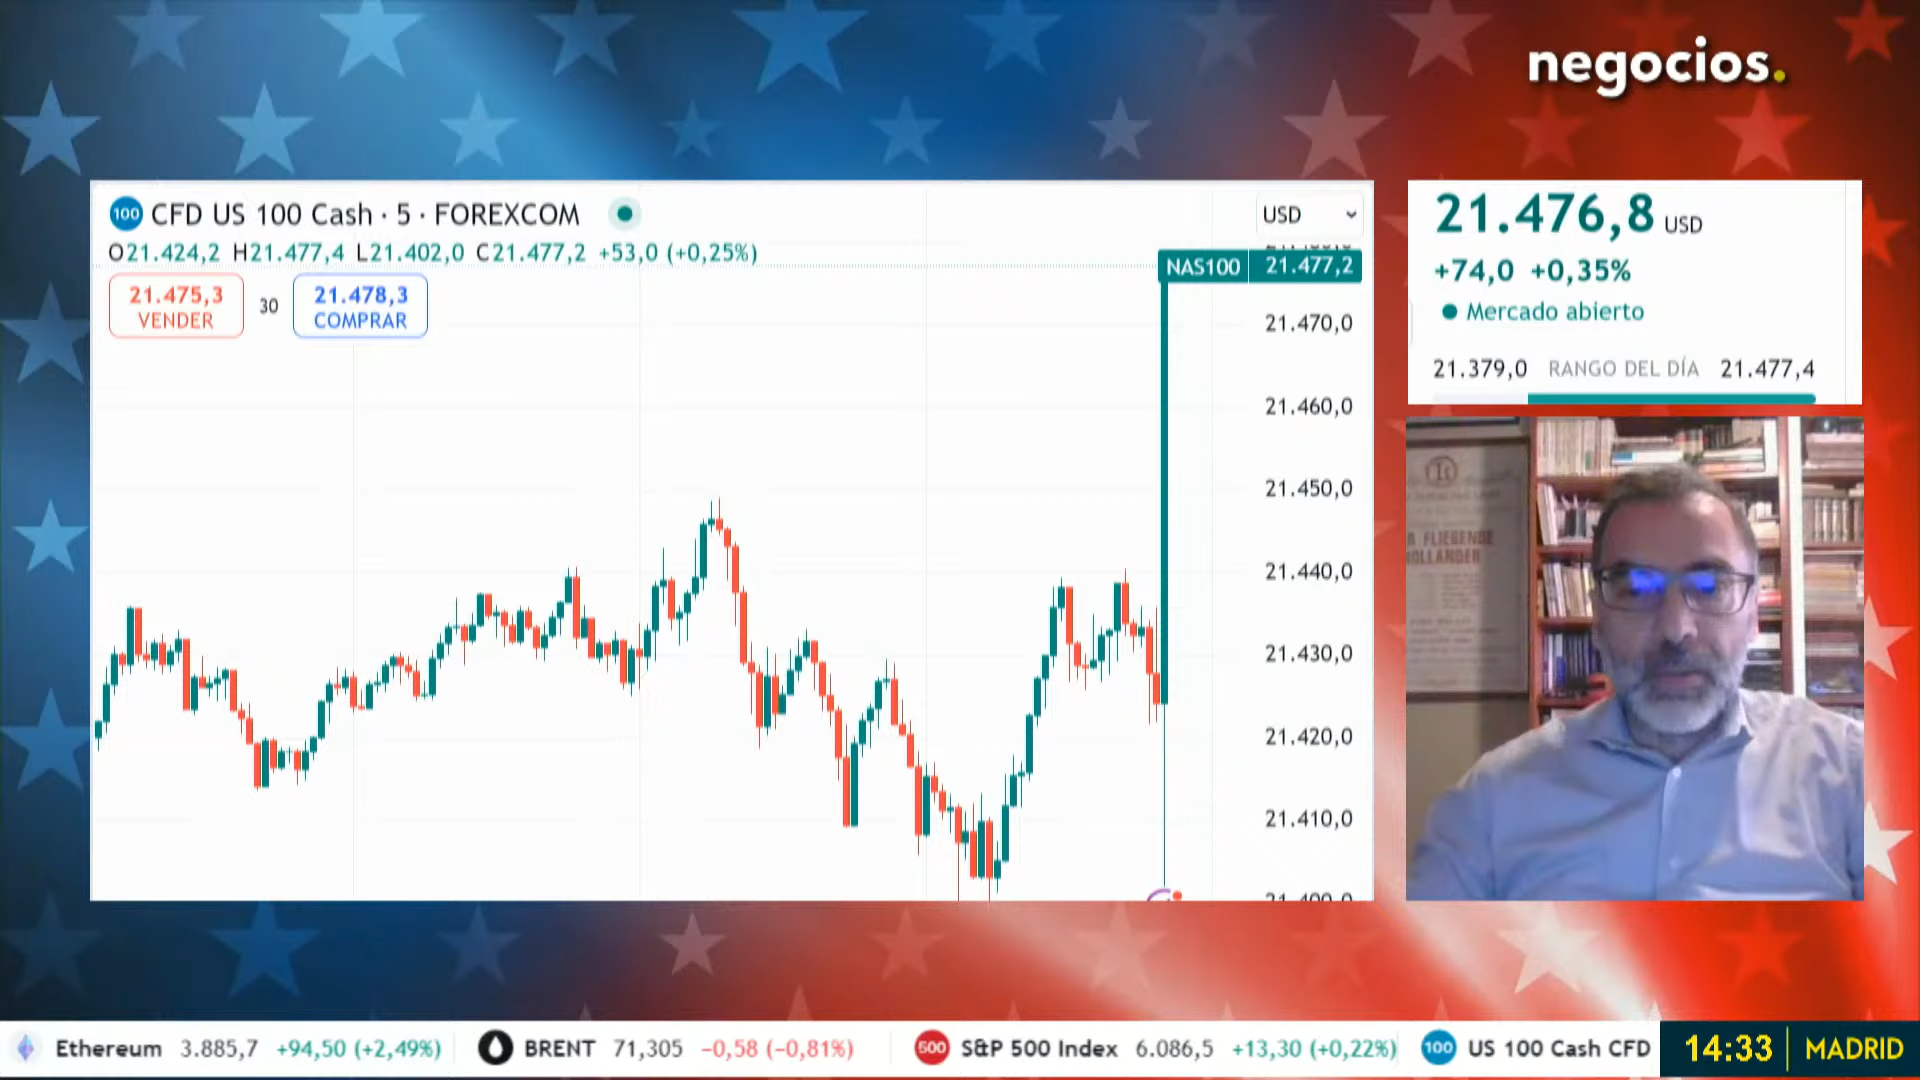 negocios.
100 CFD US 100 Cash · 5 · FOREXCOM
USD
O21.424,2 H21.477,4 L21.402,0 C21.477,2 +53,0 (+0,25%)
21.475,3
VENDER
30
21.478,3
COMPRAR
NAS100 21.477,2
21.470,0
21.460,0
21.450,0
21.440,0
21.430,0
21.420,0
21.410,0
21.476,8 USD
+74,0 +0,35%
Mercado abierto
21.379,0 RANGO DEL DÍA 21.477,4
FLIEGENDE
Ethereum 3.885,7 +94,50 (+2,49%)
BRENT 71,305 −0,58 (−0,81%)
500 S&P 500 Index 6.086,5 +13,30 (+0,22%)
100 US 100 Cash CFD
14:33 MADRID